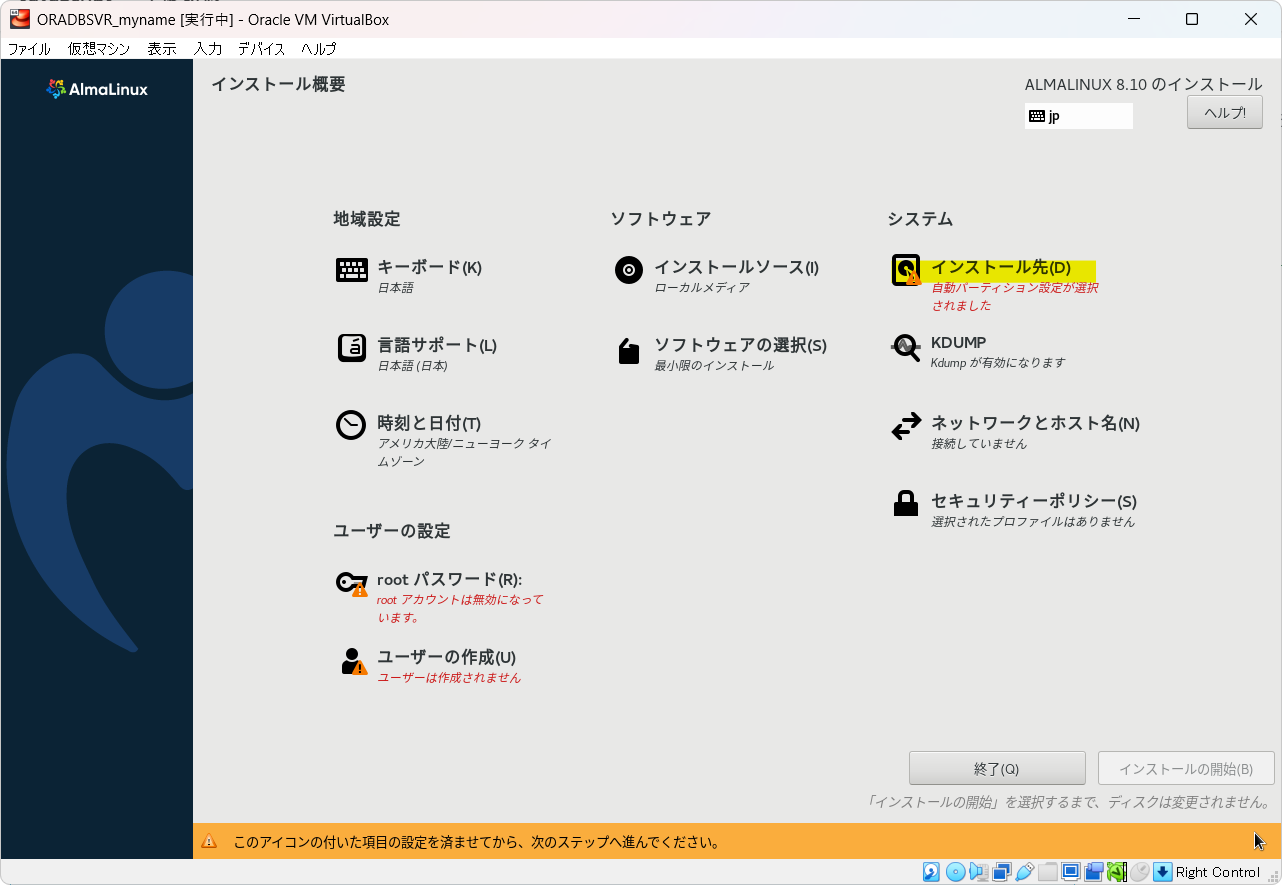 ORADBSVR_myname [実行中] - Oracle VM VirtualBox
ファイル 仮想マシン 表示 入力 デバイス ヘルプ
AlmaLinux
インストール概要
ALMALINUX 8.10 のインストール
jp
ヘルプ!
地域設定
キーボード(K)
日本語
言語サポート(L)
日本語 (日本)
時刻と日付(T)
アメリカ大陸/ニューヨーク タイ
ムゾーン
ソフトウェア
インストールソース(I)
ローカルメディア
ソフトウェアの選択(S)
最小限のインストール
システム
インストール先(D)
自動パーティション設定が選択
されました
KDUMP
Kdump が有効になります
ネットワークとホスト名(N)
接続していません
セキュリティーポリシー(S)
選択されたプロファイルはありません
ユーザーの設定
root パスワード(R):
root アカウントは無効になって
います。
ユーザーの作成(U)
ユーザーは作成されません
終了(Q)
インストールの開始(B)
「インストールの開始」を選択するまで、ディスクは変更されません。
このアイコンの付いた項目の設定を済ませてから、次のステップへ進んでください。
Right Control